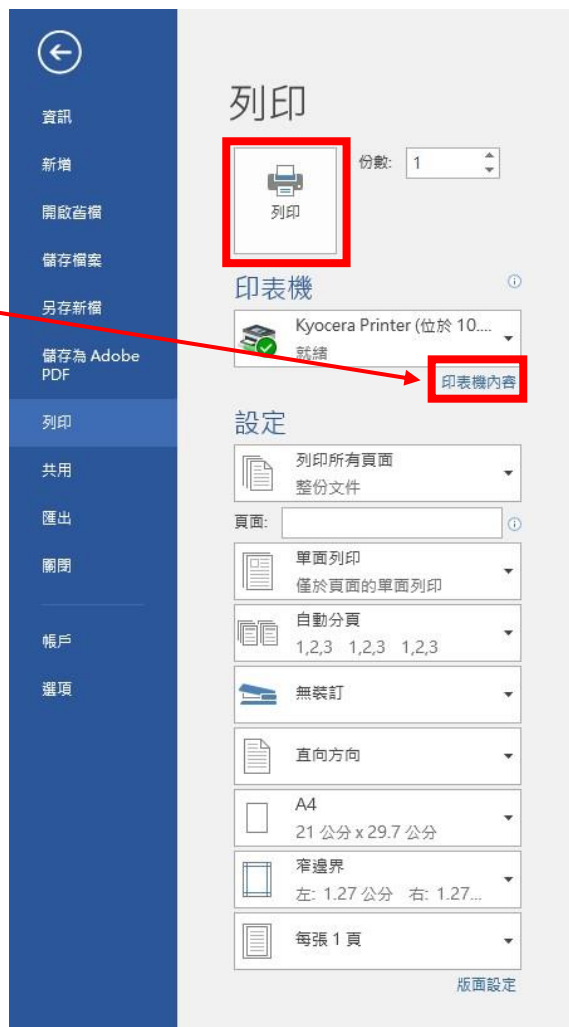 資訊
新增
開啟舊檔
儲存檔案
另存新檔
儲存為 Adobe
PDF
列印
共用
匯出
關閉
帳戶
選項
列印
列印
份數: 1
印表機
Kyocera Printer (位於 10....
就緒
印表機內容
設定
列印所有頁面
整份文件
頁面:
單面列印
僅於頁面的單面列印
自動分頁
1,2,3 1,2,3 1,2,3
無裝訂
直向方向
A4
21 公分 x 29.7 公分
窄邊界
左: 1.27 公分 右: 1.27...
每張 1 頁
版面設定